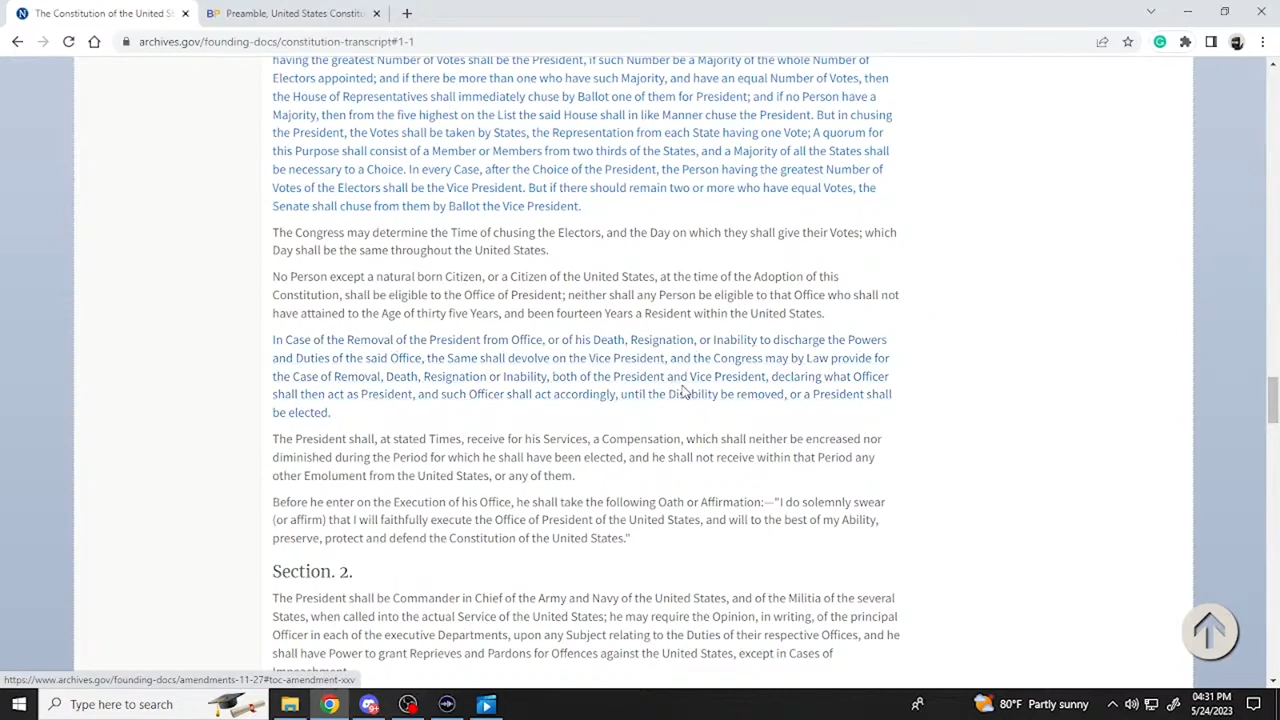 The Constitution of the United S
BP Preamble, United States Constitu
archives.gov/founding-docs/constitution-transcript#1-1
having the greatest Number of Votes shall be the President, if such Number be a Majority of the whole Number of
Electors appointed; and if there be more than one who have such Majority, and have an equal Number of Votes, then
the House of Representatives shall immediately chuse by Ballot one of them for President; and if no Person have a
Majority, then from the five highest on the List the said House shall in like Manner chuse the President. But in chusing
the President, the Votes shall be taken by States, the Representation from each State having one Vote; A quorum for
this Purpose shall consist of a Member or Members from two thirds of the States, and a Majority of all the States shall
be necessary to a Choice. In every Case, after the Choice of the President, the Person having the greatest Number of
Votes of the Electors shall be the Vice President. But if there should remain two or more who have equal Votes, the
Senate shall chuse from them by Ballot the Vice President.
The Congress may determine the Time of chusing the Electors, and the Day on which they shall give their Votes; which
Day shall be the same throughout the United States.
No Person except a natural born Citizen, or a Citizen of the United States, at the time of the Adoption of this
Constitution, shall be eligible to the Office of President; neither shall any Person be eligible to that Office who shall not
have attained to the Age of thirty five Years, and been fourteen Years a Resident within the United States.
In Case of the Removal of the President from Office, or of his Death, Resignation, or Inability to discharge the Powers
and Duties of the said Office, the Same shall devolve on the Vice President, and the Congress may by Law provide for
the Case of Removal, Death, Resignation or Inability, both of the President and Vice President, declaring what Officer
shall then act as President, and such Officer shall act accordingly, until the Disability be removed, or a President shall
be elected.
The President shall, at stated Times, receive for his Services, a Compensation, which shall neither be encreased nor
diminished during the Period for which he shall have been elected, and he shall not receive within that Period any
other Emolument from the United States, or any of them.
Before he enter on the Execution of his Office, he shall take the following Oath or Affirmation:—"I do solemnly swear
(or affirm) that I will faithfully execute the Office of President of the United States, and will to the best of my Ability,
preserve, protect and defend the Constitution of the United States."
Section. 2.
The President shall be Commander in Chief of the Army and Navy of the United States, and of the Militia of the several
States, when called into the actual Service of the United States; he may require the Opinion, in writing, of the principal
Officer in each of the executive Departments, upon any Subject relating to the Duties of their respective Offices, and he
shall have Power to grant Reprieves and Pardons for Offences against the United States, except in Cases of
Impeachment.
https://www.archives.gov/founding-docs/amendments-11-27#toc-amendment-xxv
Type here to search
80°F Partly sunny
04:31 PM
5/24/2023